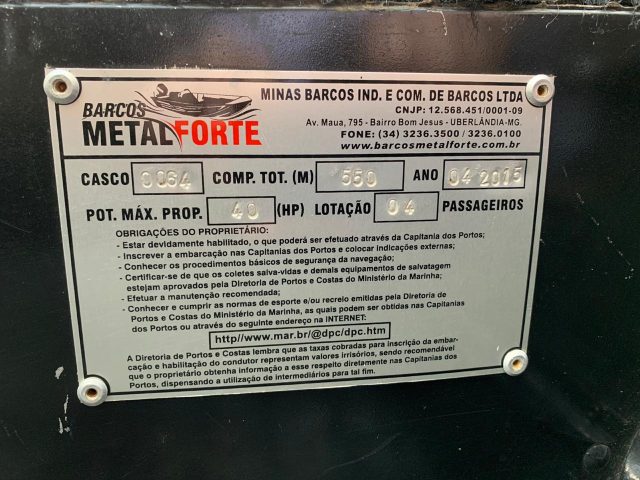 BARCOS
METALFORTE
MINAS BARCOS IND. E COM. DE BARCOS LTDA
CNJP: 12.568.451/0001-09
Av. Maua, 795 - Bairro Bom Jesus - UBERLÂNDIA-MG.
FONE: (34) 3236.3500 / 3236.0100
www.barcosmetalforte.com.br
CASCO 0064 COMP. TOT. (M) 550 ANO 04 2015
POT. MÁX. PROP. 40 (HP) LOTAÇÃO 04 PASSAGEIROS
OBRIGAÇÕES DO PROPRIETÁRIO:
- Estar devidamente habilitado, o que poderá ser efetuado através da Capitania dos Portos;
- Inscrever a embarcação nas Capitanias dos Portos e colocar indicações externas;
- Conhecer os procedimentos básicos de segurança da navegação;
- Certificar-se de que os coletes salva-vidas e demais equipamentos de salvatagem
estejam aprovados pela Diretoria de Portos e Costas do Ministério da Marinha;
- Efetuar a manutenção recomendada;
- Conhecer e cumprir as normas de esporte e/ou recreio emitidas pela Diretoria de
Portos e Costas do Ministério da Marinha, as quais poderão ser obtidas nas Capitanias
dos Portos ou através do seguinte endereço na INTERNET:
http//www.mar.br/@dpc/dpc.htm
A Diretoria de Portos e Costas lembra que as taxas cobradas para inscrição da embar-
cação e habilitação do condutor representam valores irrisórios, sendo recomendável
que o proprietário obtenha informação a esse respeito diretamente nas Capitanias dos
Portos, dispensando a utilização de intermediários para tal fim.